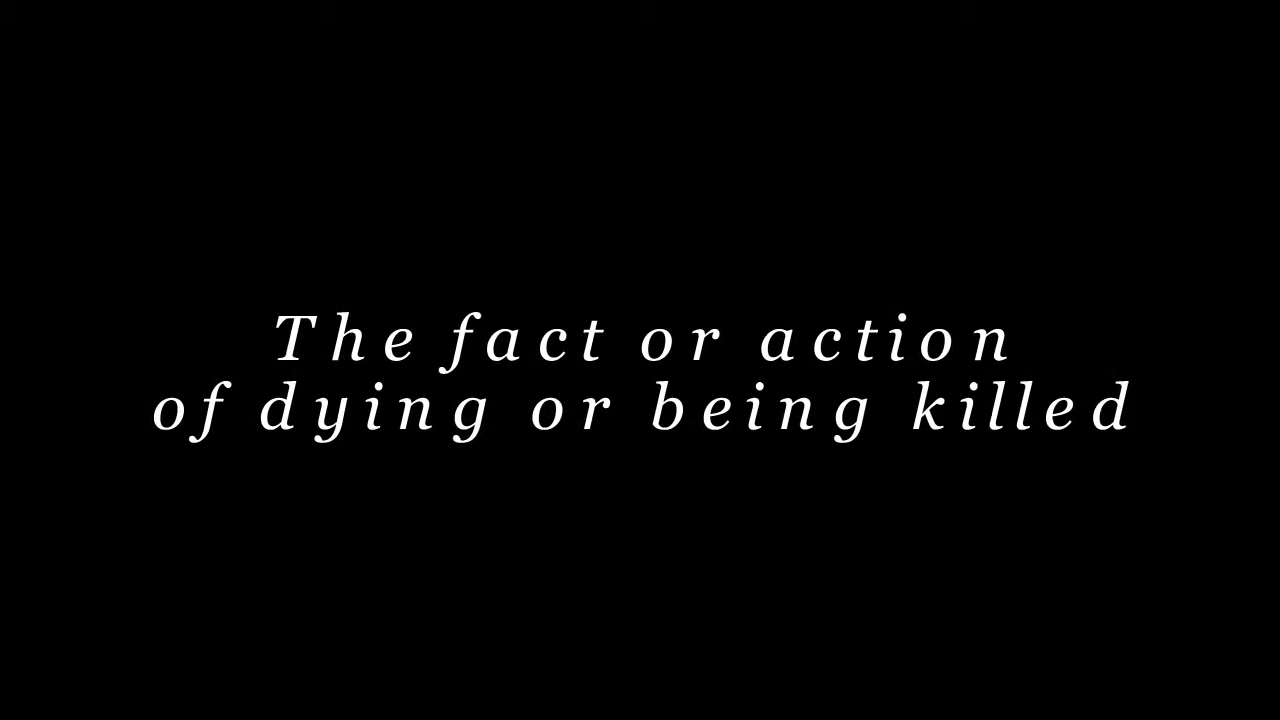 The fact or action
of dying or being killed